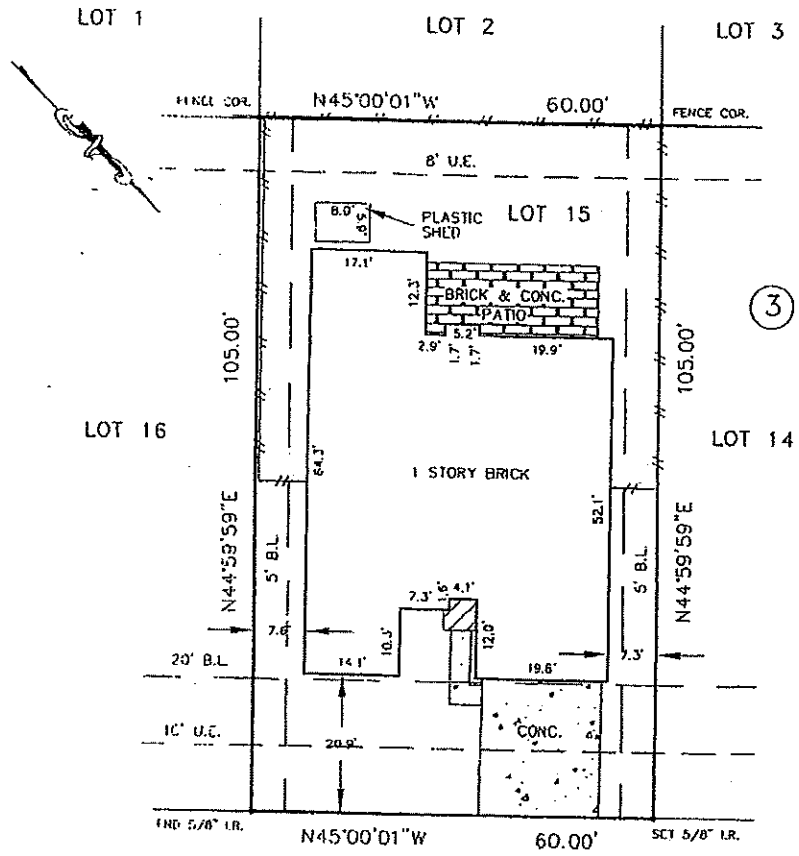 LOT 1
LOT 2
LOT 3
FENCE COR.
N45°00'01"W
60.00'
FENCE COR.
8' U.E.
8.0'
5.9'
PLASTIC
SHED
LOT 15
17.1'
12.3'
BRICK & CONC.
PATIO
3
2.9'
1.7'
5.2'
1.7'
19.9'
105.00'
105.00'
LOT 16
LOT 14
64.3'
1 STORY BRICK
52.1'
N44°59'59"E
5' B.L.
N44°59'59"E
5' B.L.
7.3'
1.6'
4.1'
7.6'
10.3'
12.0'
7.3'
20' B.L.
14.1'
19.6'
10' U.E.
20.9'
CONC.
FND 5/8" I.R.
N45°00'01"W
60.00'
SET 5/8" I.R.